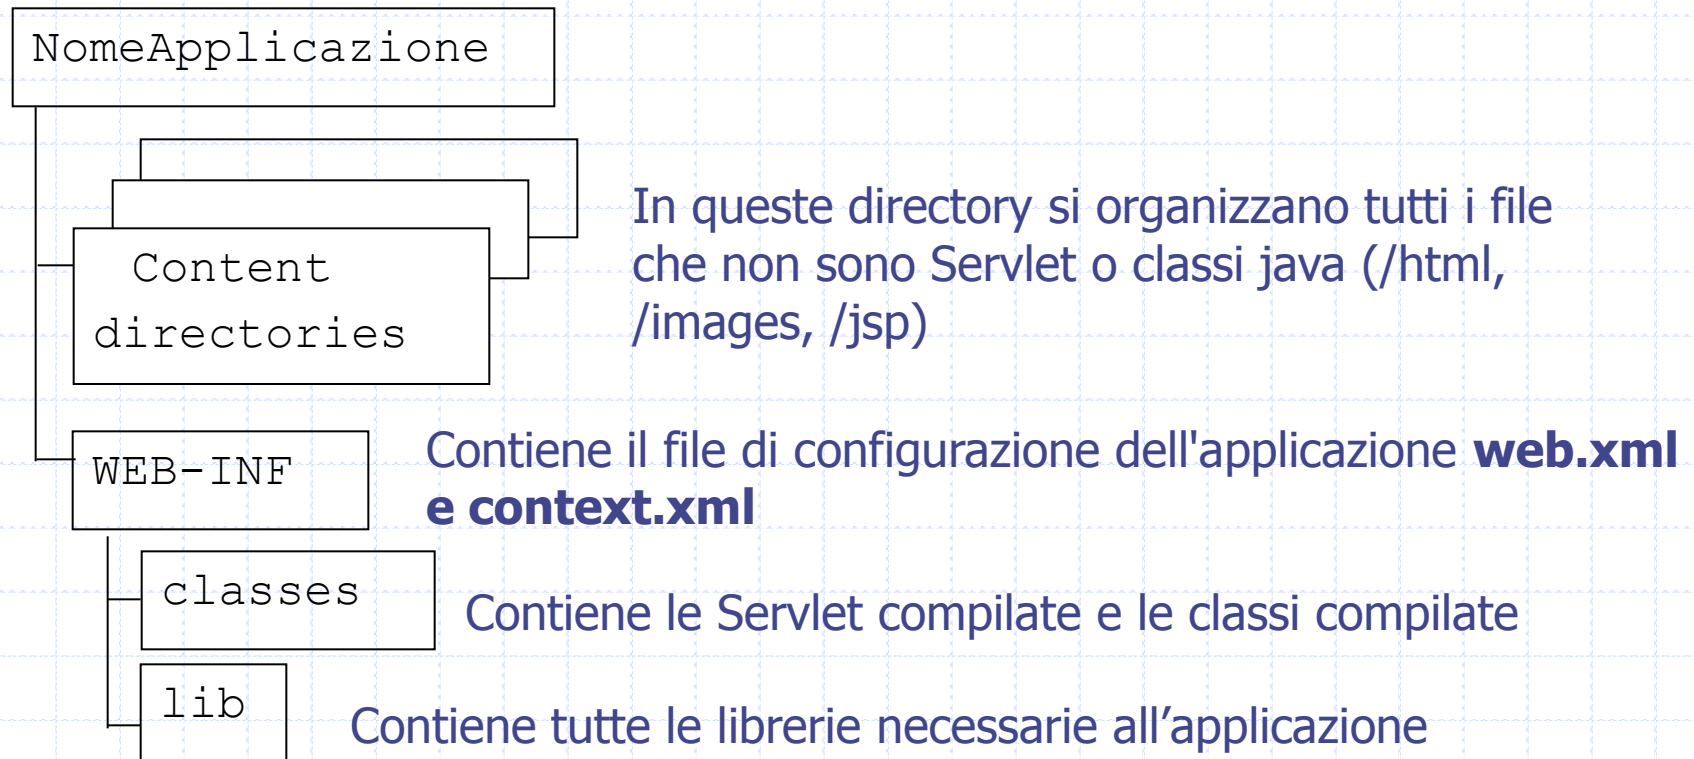 NomeApplicazione
Content
directories
In queste directory si organizzano tutti i file
che non sono Servlet o classi java (/html,
/images, /jsp)
WEB-INF
Contiene il file di configurazione dell'applicazione web.xml
e context.xml
classes
Contiene le Servlet compilate e le classi compilate
lib
Contiene tutte le librerie necessarie all’applicazione